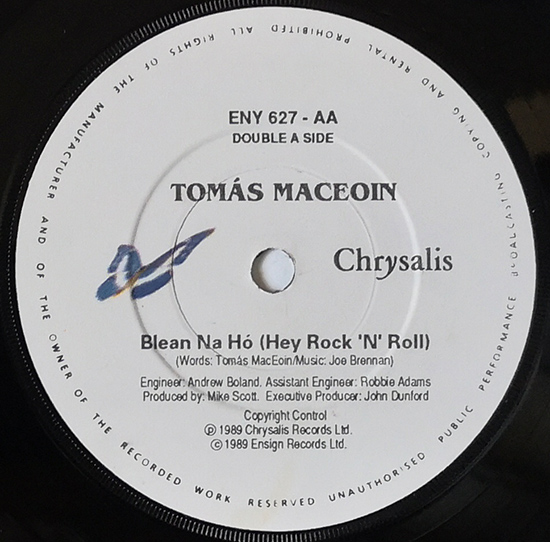 ENY 627 - AA
DOUBLE A SIDE
TOMÁS MACEOIN
Chrysalis
Blean Na Hó (Hey Rock 'N' Roll)
(Words: Tomás MacEoin/Music: Joe Brennan)
Engineer: Andrew Boland. Assistant Engineer: Robbie Adams
Produced by: Mike Scott. Executive Producer: John Dunford
Copyright Control
℗ 1989 Chrysalis Records Ltd.
© 1989 Ensign Records Ltd.
ALL RIGHTS OF THE MANUFACTURER AND OF THE OWNER OF THE RECORDED WORK RESERVED UNAUTHORISED PUBLIC PERFORMANCE BROADCASTING COPYING AND RENTAL PROHIBITED